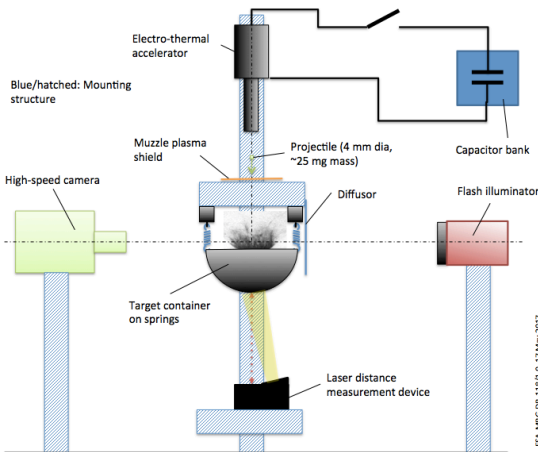 Electro-thermal
accelerator
Blue/hatched: Mounting
structure
Muzzle plasma
shield
Projectile (4 mm dia,
~25 mg mass)
Capacitor bank
High-speed camera
Diffusor
Flash illuminator
Target container
on springs
Laser distance
measurement device